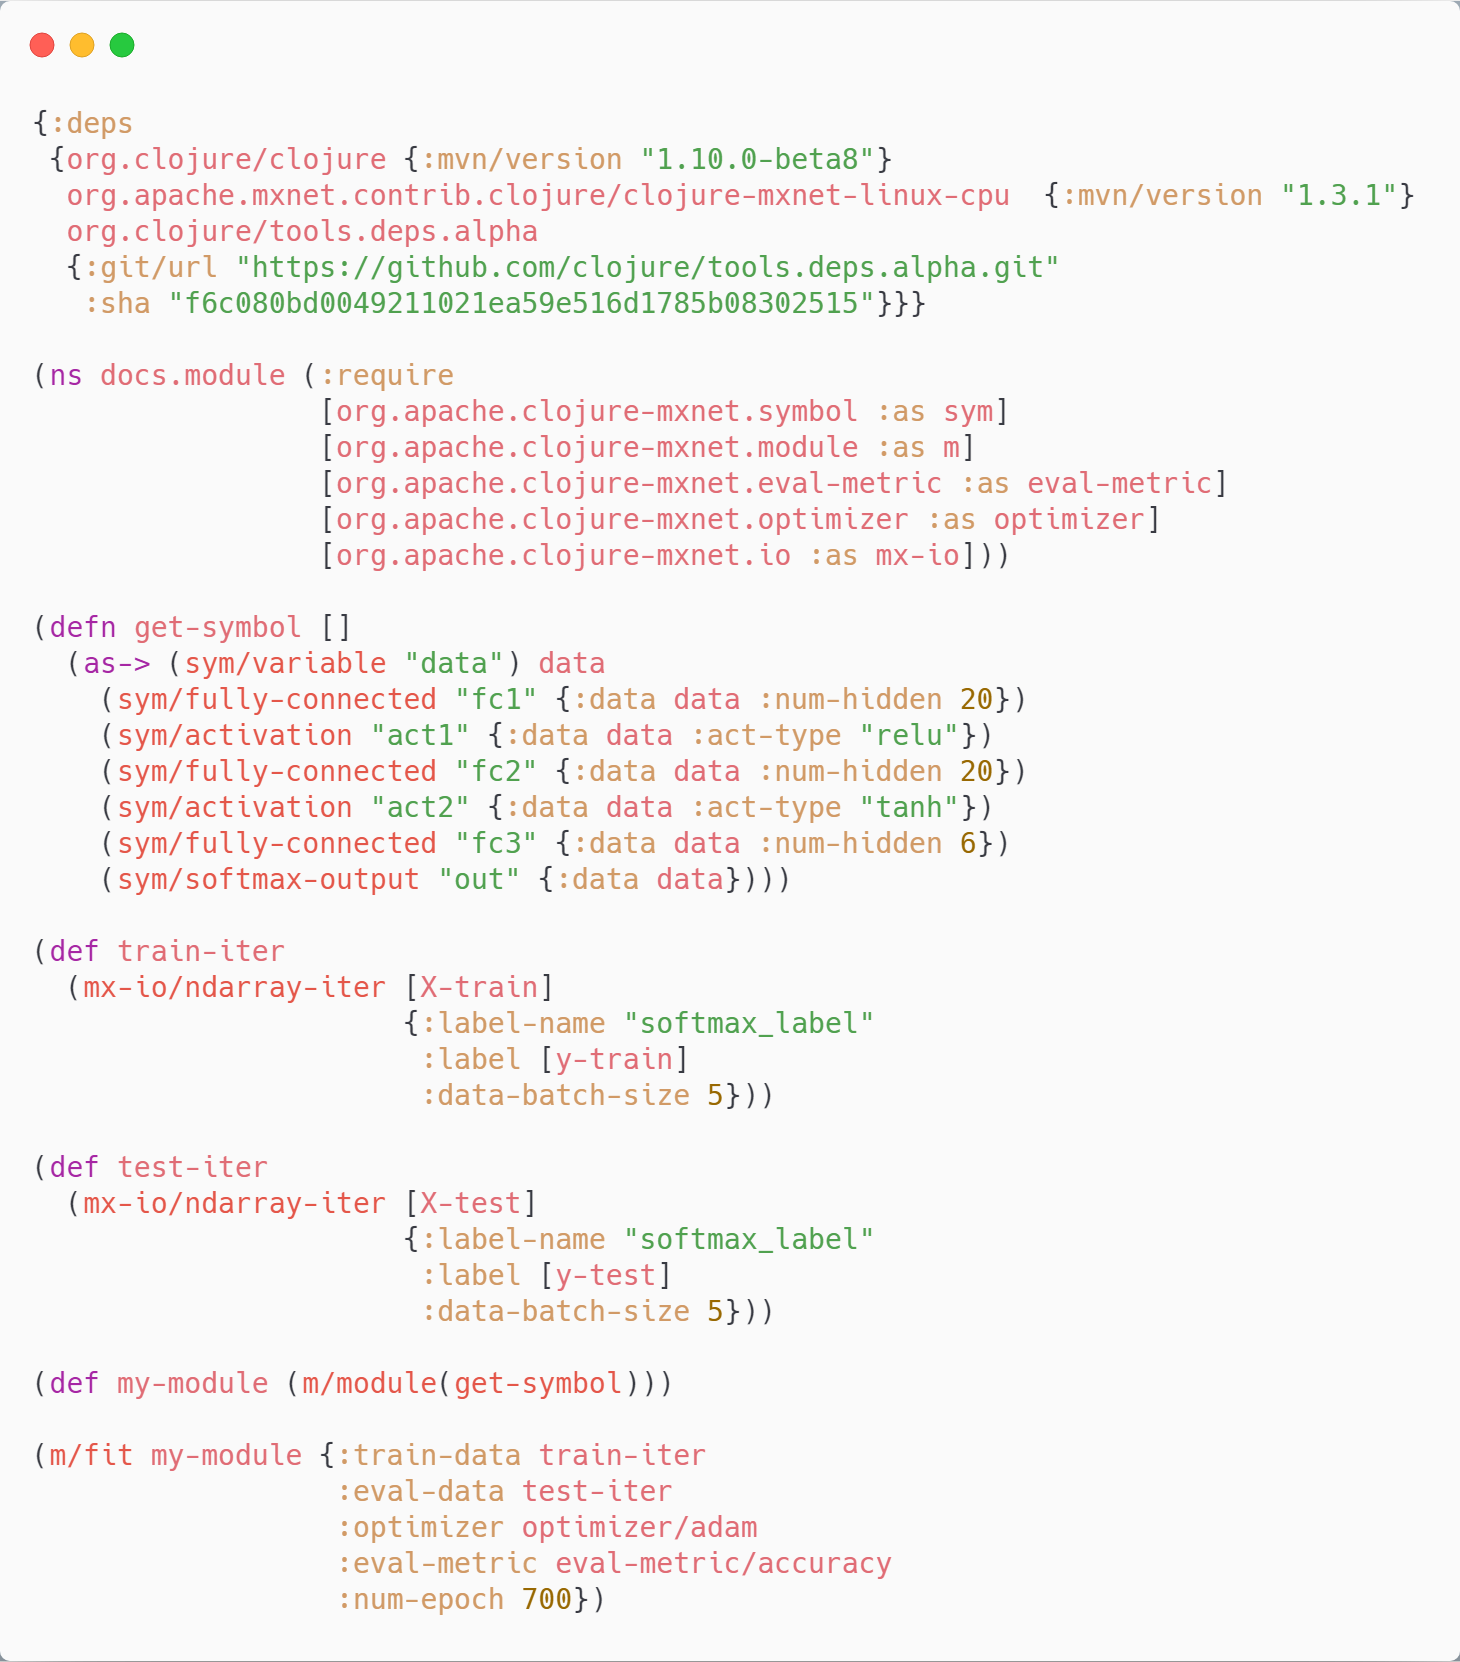 {:deps
 {org.clojure/clojure {:mvn/version "1.10.0-beta8"}
  org.apache.mxnet.contrib.clojure/clojure-mxnet-linux-cpu  {:mvn/version "1.3.1"}
  org.clojure/tools.deps.alpha
  {:git/url "https://github.com/clojure/tools.deps.alpha.git"
   :sha "f6c080bd0049211021ea59e516d1785b08302515"}}}

(ns docs.module (:require
                 [org.apache.clojure-mxnet.symbol :as sym]
                 [org.apache.clojure-mxnet.module :as m]
                 [org.apache.clojure-mxnet.eval-metric :as eval-metric]
                 [org.apache.clojure-mxnet.optimizer :as optimizer]
                 [org.apache.clojure-mxnet.io :as mx-io]))

(defn get-symbol []
  (as-> (sym/variable "data") data
    (sym/fully-connected "fc1" {:data data :num-hidden 20})
    (sym/activation "act1" {:data data :act-type "relu"})
    (sym/fully-connected "fc2" {:data data :num-hidden 20})
    (sym/activation "act2" {:data data :act-type "tanh"})
    (sym/fully-connected "fc3" {:data data :num-hidden 6})
    (sym/softmax-output "out" {:data data})))

(def train-iter
  (mx-io/ndarray-iter [X-train]
                      {:label-name "softmax_label"
                       :label [y-train]
                       :data-batch-size 5}))

(def test-iter
  (mx-io/ndarray-iter [X-test]
                      {:label-name "softmax_label"
                       :label [y-test]
                       :data-batch-size 5}))

(def my-module (m/module(get-symbol)))

(m/fit my-module {:train-data train-iter
                  :eval-data test-iter
                  :optimizer optimizer/adam
                  :eval-metric eval-metric/accuracy
                  :num-epoch 700})